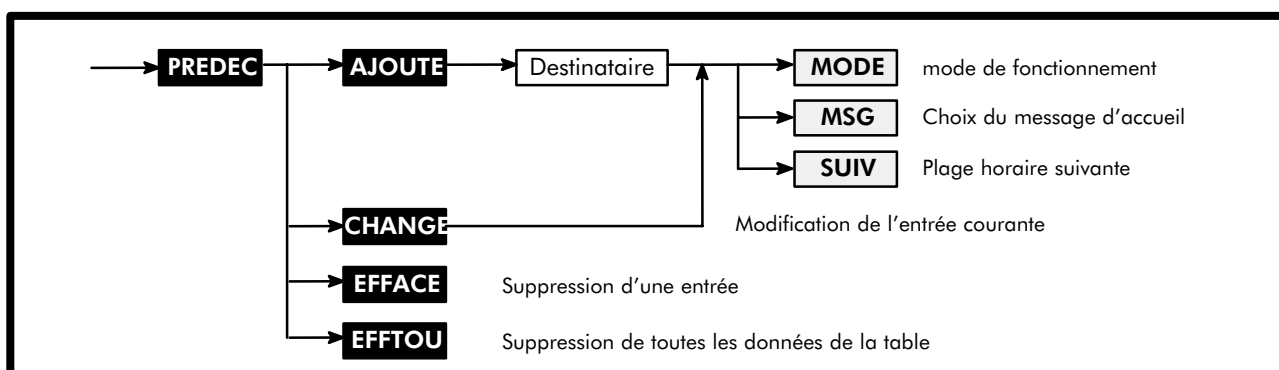 PREDEC AJOUTE Destinataire MODE mode de fonctionnement
MSG Choix du message d'accueil
SUIV Plage horaire suivante
CHANGE Modification de l'entrée courante
EFFACE Suppression d'une entrée
EFFTOU Suppression de toutes les données de la table